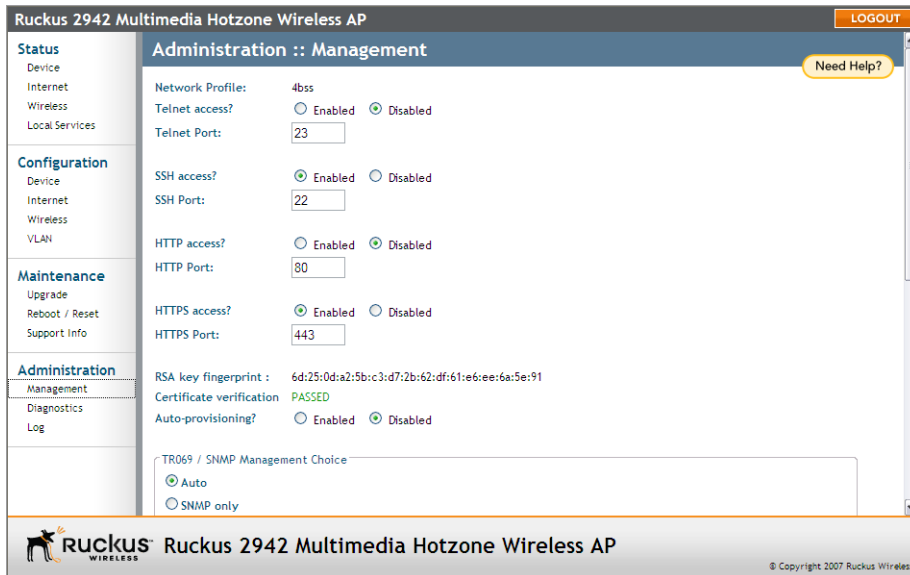 Ruckus 2942 Multimedia Hotzone Wireless AP
LOGOUT
Status
Device
Internet
Wireless
Local Services
Configuration
Device
Internet
Wireless
VLAN
Maintenance
Upgrade
Reboot / Reset
Support Info
Administration
Management
Diagnostics
Log
Administration :: Management
Need Help?
Network Profile: 4bss
Telnet access? Enabled Disabled
Telnet Port: 23
SSH access? Enabled Disabled
SSH Port: 22
HTTP access? Enabled Disabled
HTTP Port: 80
HTTPS access? Enabled Disabled
HTTPS Port: 443
RSA key fingerprint : 6d:25:0d:a2:5b:c3:d7:2b:62:df:61:e6:ee:6a:5e:91
Certificate verification PASSED
Auto-provisioning? Enabled Disabled
TR069 / SNMP Management Choice
Auto
SNMP only
RUCKUS WIRELESS
Ruckus 2942 Multimedia Hotzone Wireless AP
© Copyright 2007 Ruckus Wireles